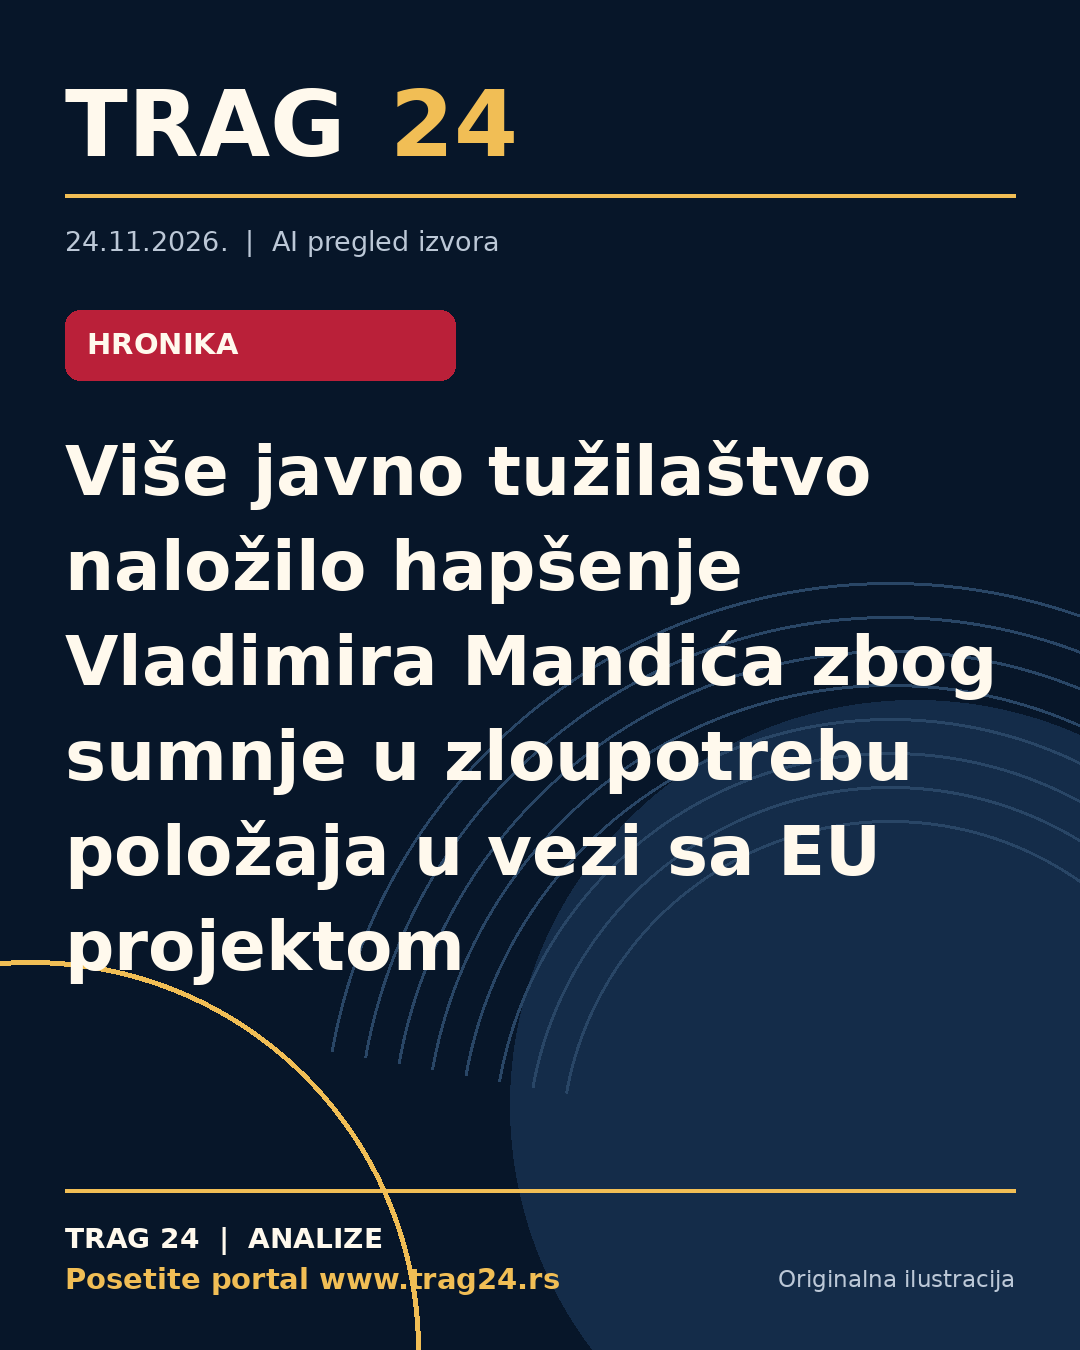 TRAG 24
24.11.2026. | AI pregled izvora
HRONIKA
Više javno tužilaštvo
naložilo hapšenje
Vladimira Mandića zbog
sumnje u zloupotrebu
položaja u vezi sa EU
projektom
TRAG 24 | ANALIZE
Posetite portal www.trag24.rs
Originalna ilustracija